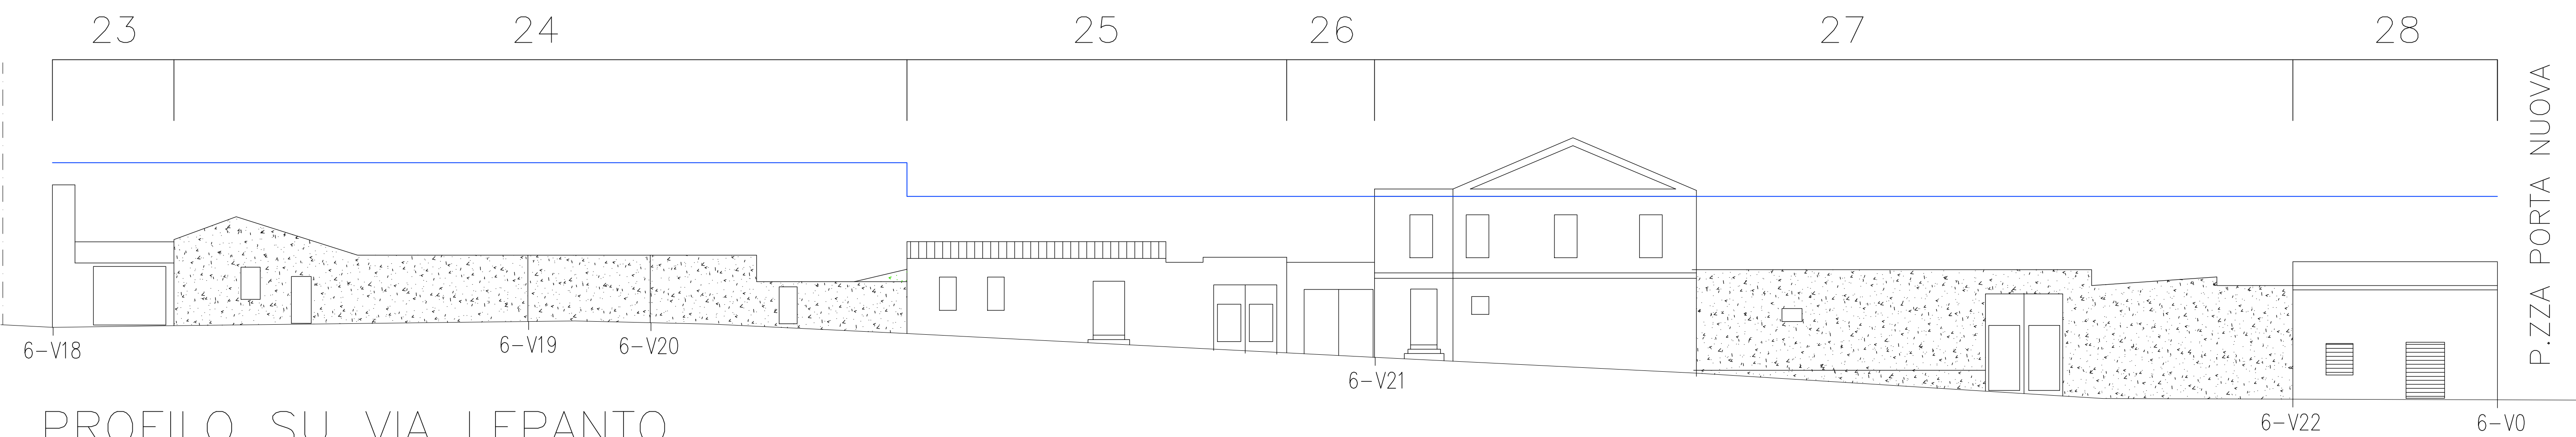 23 24 25 26 27 28
P.ZZA PORTA NUOVA
6-V18 6-V19 6-V20 6-V21 6-V22 6-V0
PROFILO SU VIA LEPANTO